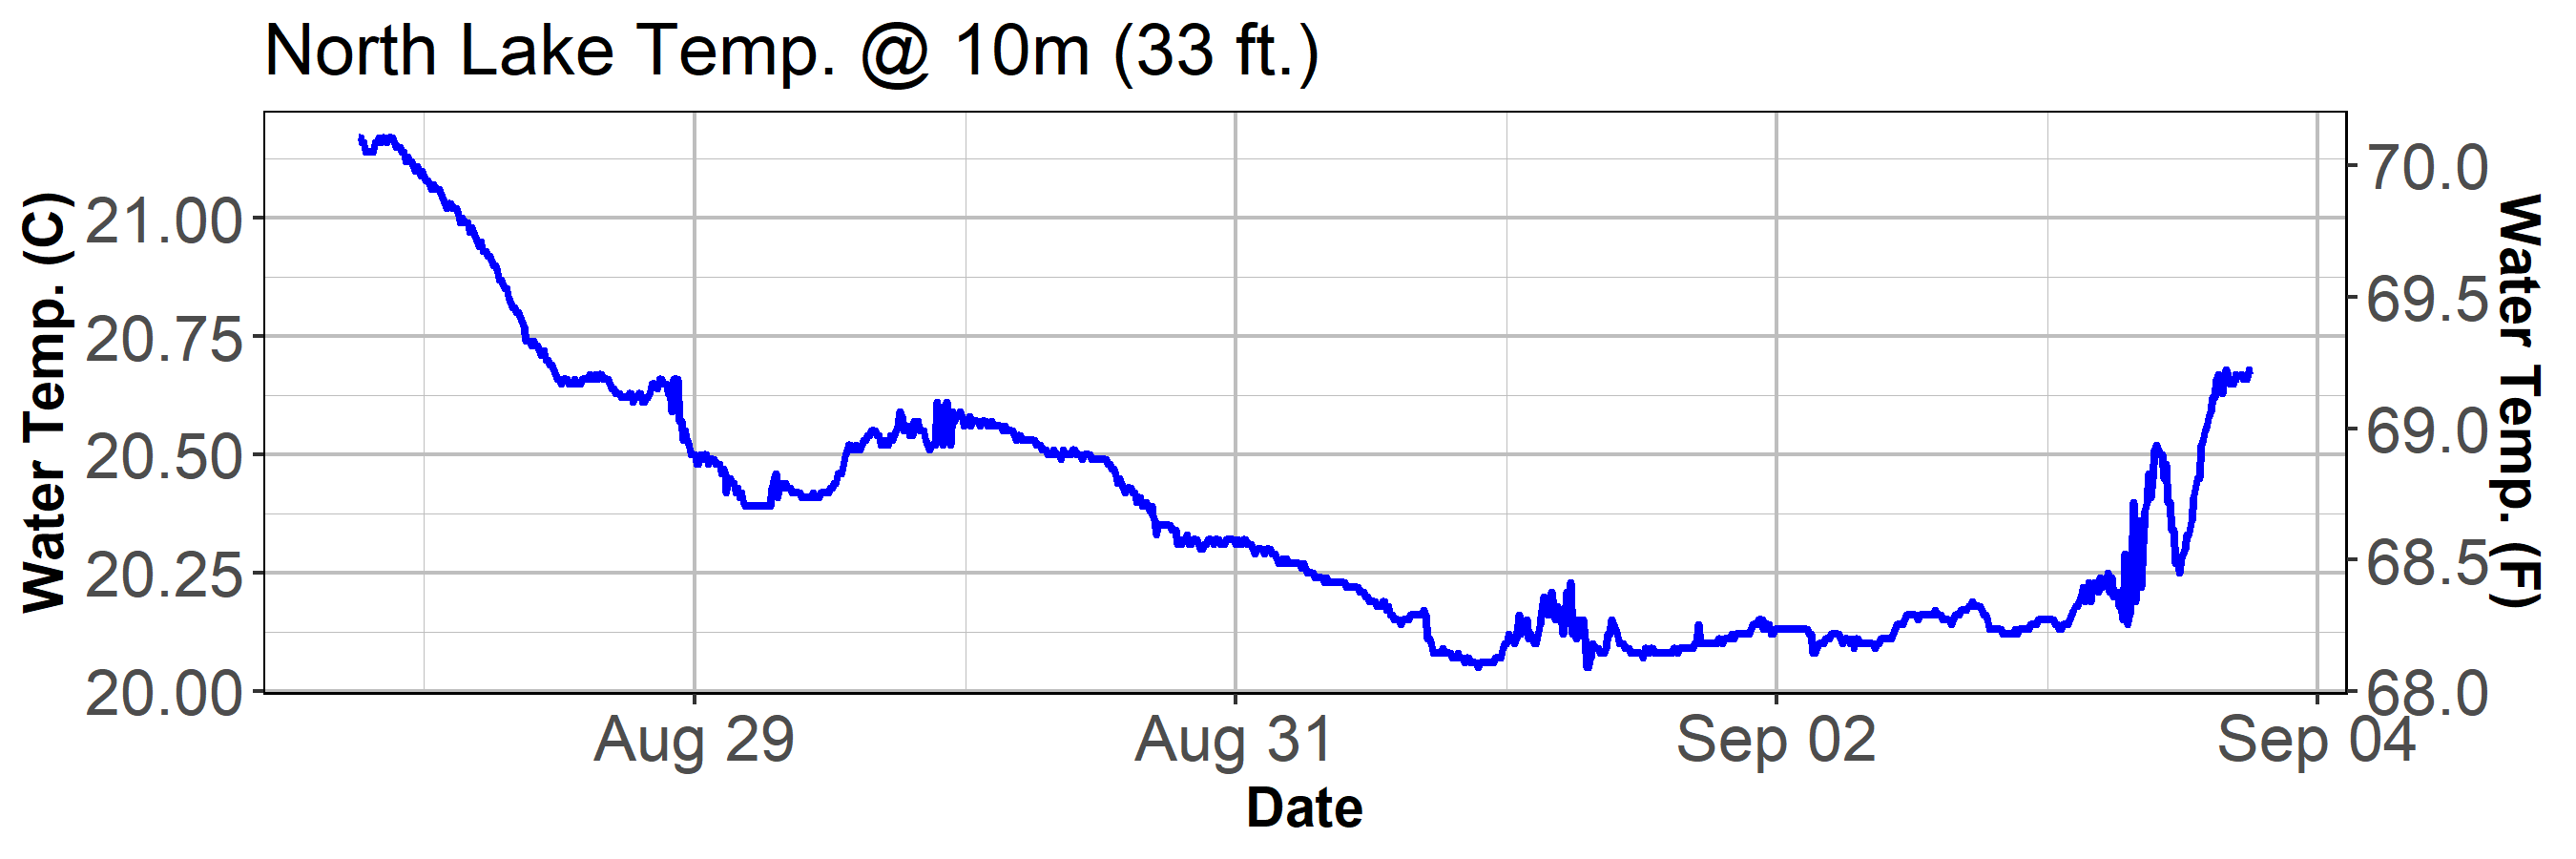 North Lake Temp. @ 10m (33 ft.)
Water Temp. (C)
21.00
20.75
20.50
20.25
20.00
70.0
69.5
69.0
68.5
68.0
Water Temp. (F)
Aug 29
Aug 31
Sep 02
Sep 04
Date